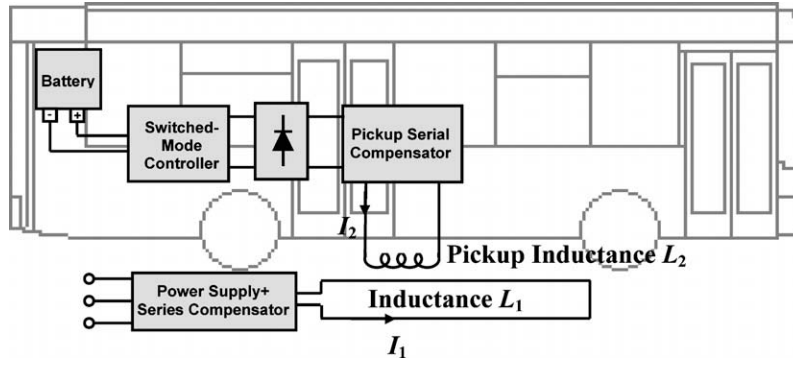 Battery
- +
Switched-
Mode
Controller
Pickup Serial
Compensator
I2
Pickup Inductance L2
Power Supply+
Series Compensator
Inductance L1
I1